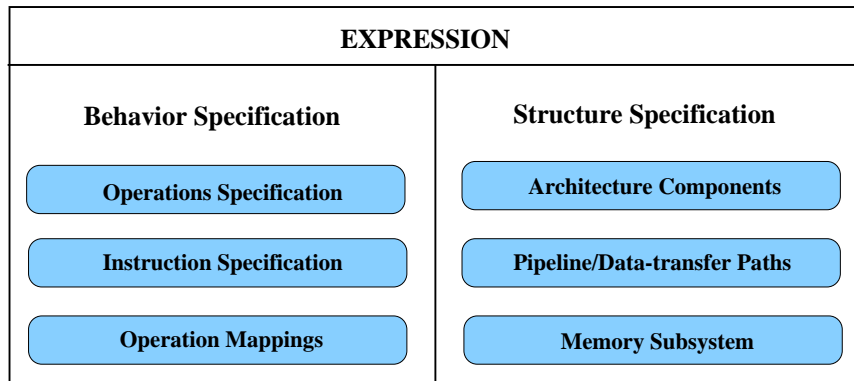 EXPRESSION
Behavior Specification
Operations Specification
Instruction Specification
Operation Mappings
Structure Specification
Architecture Components
Pipeline/Data-transfer Paths
Memory Subsystem